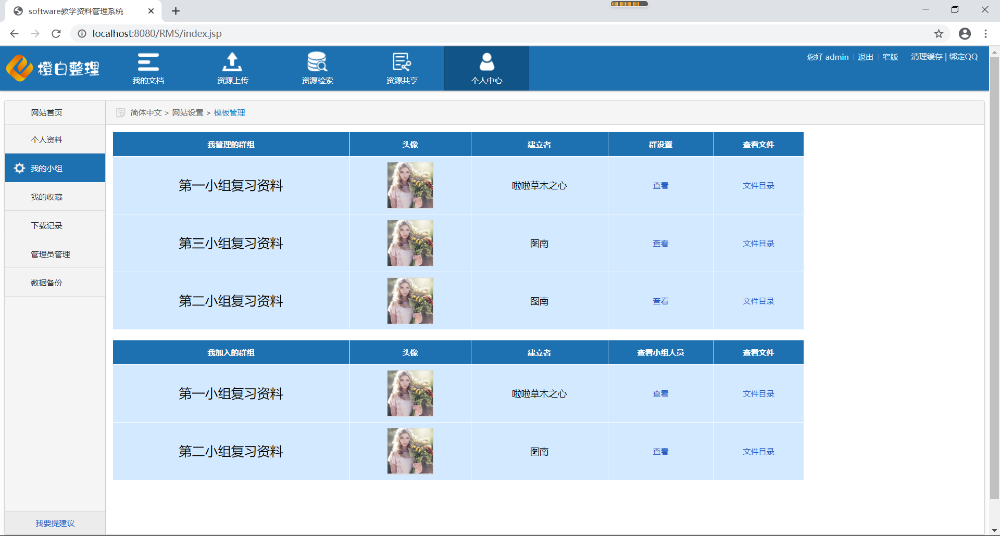 software教学资料管理系统
localhost:8080/RMS/index.jsp
橙白整理
我的文档
资源上传
资源检索
资源共享
个人中心
您好 admin 退出 窄版 清理缓存 | 绑定QQ
网站首页
个人资料
我的小组
我的收藏
下载记录
管理员管理
数据备份
我要提建议
简体中文 > 网站设置 > 模板管理
我管理的群组 头像 建立者 群设置 查看文件
第一小组复习资料 啦啦草木之心 查看 文件目录
第三小组复习资料 图南 查看 文件目录
第二小组复习资料 图南 查看 文件目录
我加入的群组 头像 建立者 查看小组人员 查看文件
第一小组复习资料 啦啦草木之心 查看 文件目录
第二小组复习资料 图南 查看 文件目录